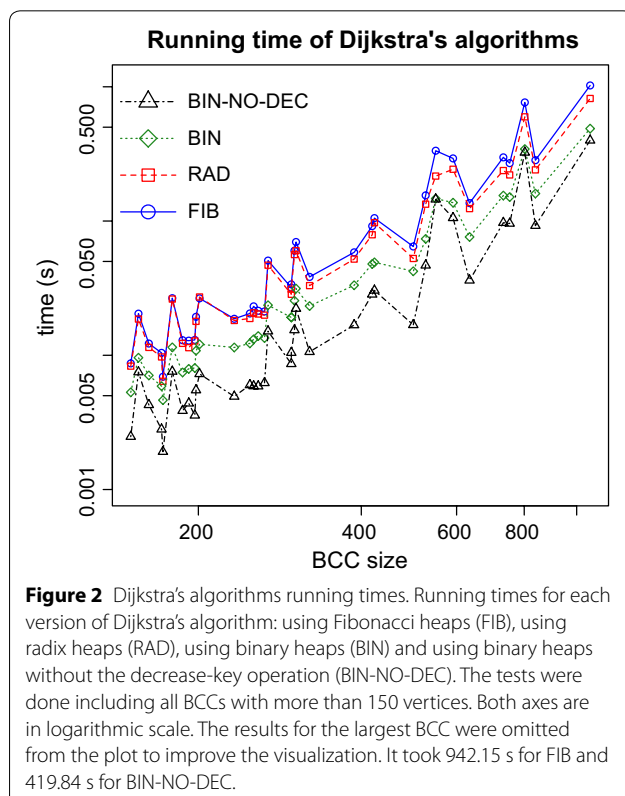 Running time of Dijkstra's algorithms
BIN-NO-DEC
BIN
RAD
FIB
time (s)
0.500
0.050
0.005
0.001
200
400
600
800
BCC size
Figure 2 Dijkstra's algorithms running times. Running times for each
version of Dijkstra's algorithm: using Fibonacci heaps (FIB), using
radix heaps (RAD), using binary heaps (BIN) and using binary heaps
without the decrease-key operation (BIN-NO-DEC). The tests were
done including all BCCs with more than 150 vertices. Both axes are
in logarithmic scale. The results for the largest BCC were omitted
from the plot to improve the visualization. It took 942.15 s for FIB and
419.84 s for BIN-NO-DEC.